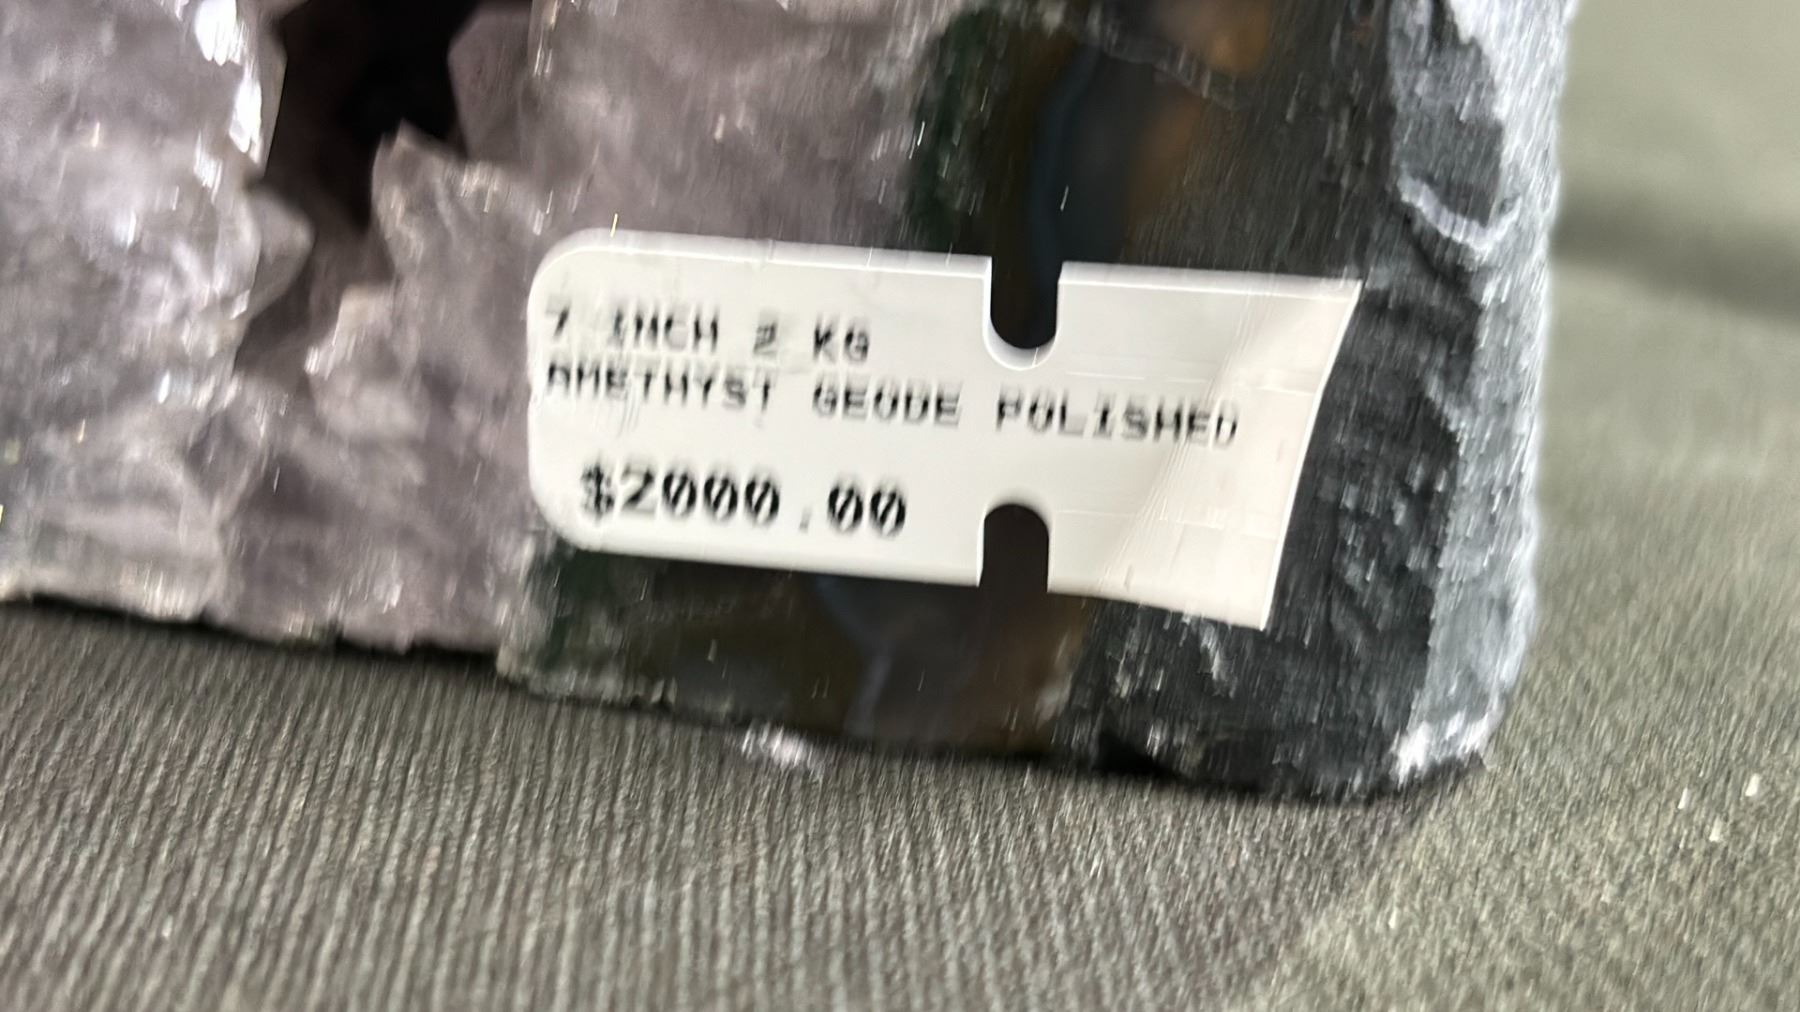 7 INCH 2 KG
AMETHYST GEODE POLISHED
$2000.00